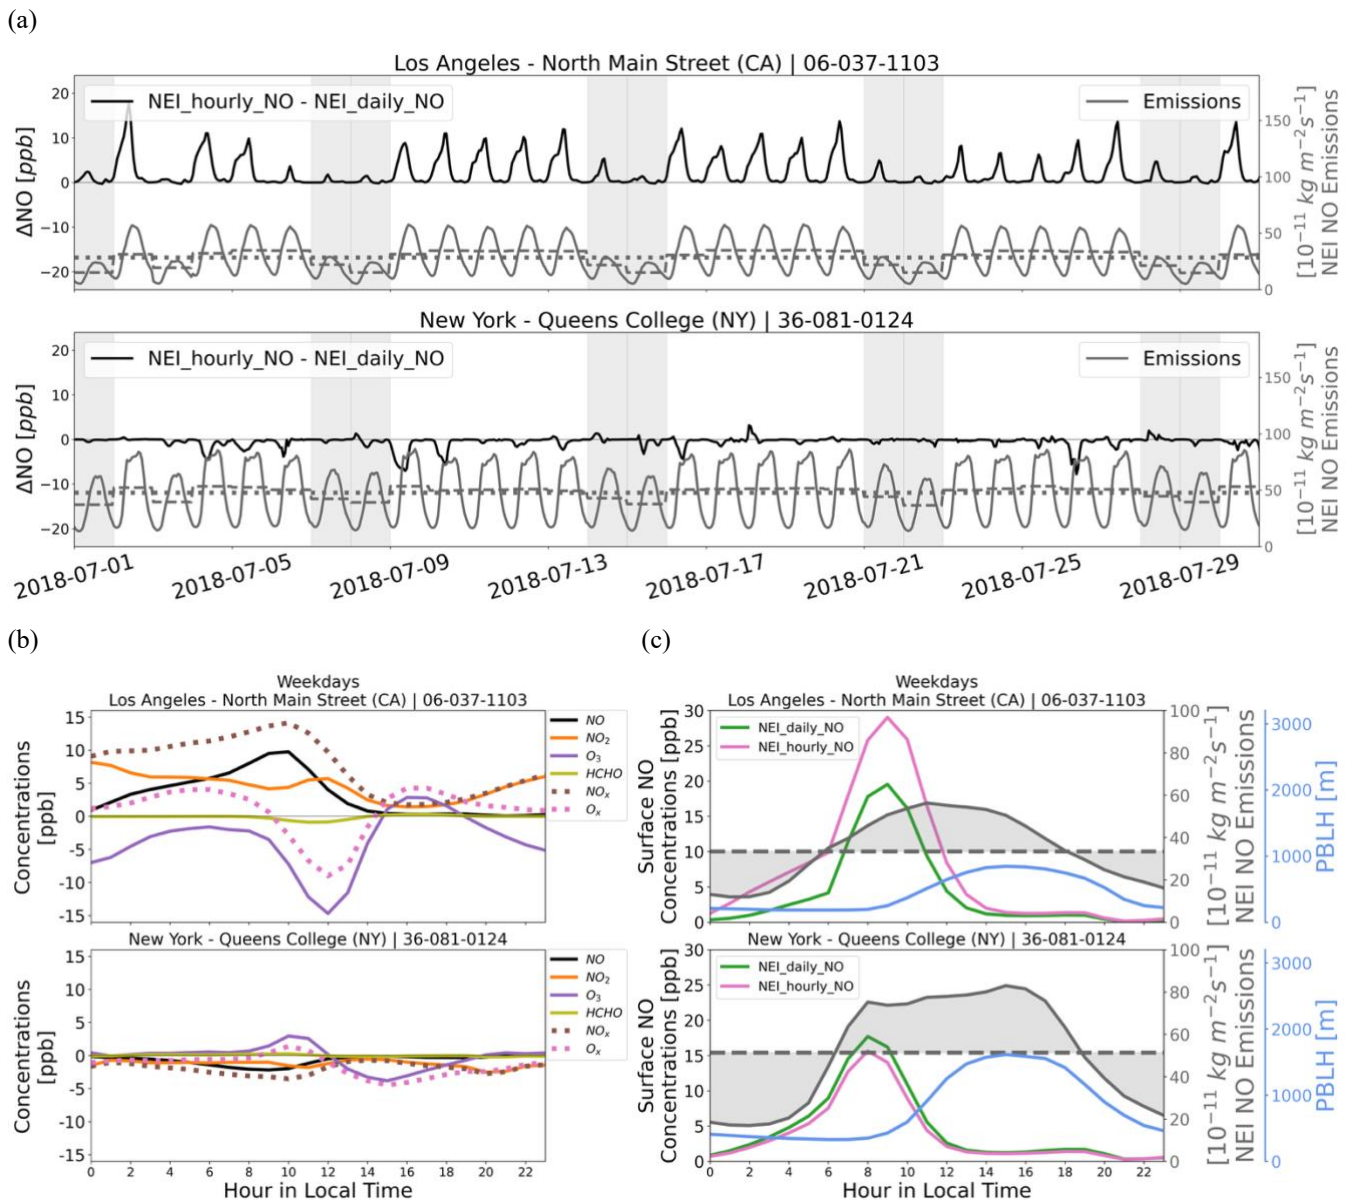 (a)
Los Angeles - North Main Street (CA) | 06-037-1103
NEI_hourly_NO - NEI_daily_NO
Emissions
ΔNO [ppb]
20
10
0
−10
−20
150
100
50
0
[10⁻¹¹ kg m⁻²s⁻¹]
NEI NO Emissions
New York - Queens College (NY) | 36-081-0124
NEI_hourly_NO - NEI_daily_NO
Emissions
ΔNO [ppb]
20
10
0
−10
−20
150
100
50
0
[10⁻¹¹ kg m⁻²s⁻¹]
NEI NO Emissions
2018-07-01 2018-07-05 2018-07-09 2018-07-13 2018-07-17 2018-07-21 2018-07-25 2018-07-29
(b)
Weekdays
Los Angeles - North Main Street (CA) | 06-037-1103
Concentrations
[ppb]
15
10
5
0
-5
-10
-15
NO
NO₂
O₃
HCHO
NOₓ
Oₓ
New York - Queens College (NY) | 36-081-0124
Concentrations
[ppb]
15
10
5
0
-5
-10
-15
NO
NO₂
O₃
HCHO
NOₓ
Oₓ
0 2 4 6 8 10 12 14 16 18 20 22
Hour in Local Time
(c)
Weekdays
Los Angeles - North Main Street (CA) | 06-037-1103
NEI_daily_NO
NEI_hourly_NO
Surface NO
Concentrations [ppb]
30
25
20
15
10
5
0
100
80
60
40
20
0
[10⁻¹¹ kg m⁻²s⁻¹]
NEI NO Emissions
3000
2000
1000
0
PBLH [m]
New York - Queens College (NY) | 36-081-0124
NEI_daily_NO
NEI_hourly_NO
Surface NO
Concentrations [ppb]
30
25
20
15
10
5
0
100
80
60
40
20
0
[10⁻¹¹ kg m⁻²s⁻¹]
NEI NO Emissions
3000
2000
1000
0
PBLH [m]
0 2 4 6 8 10 12 14 16 18 20 22
Hour in Local Time